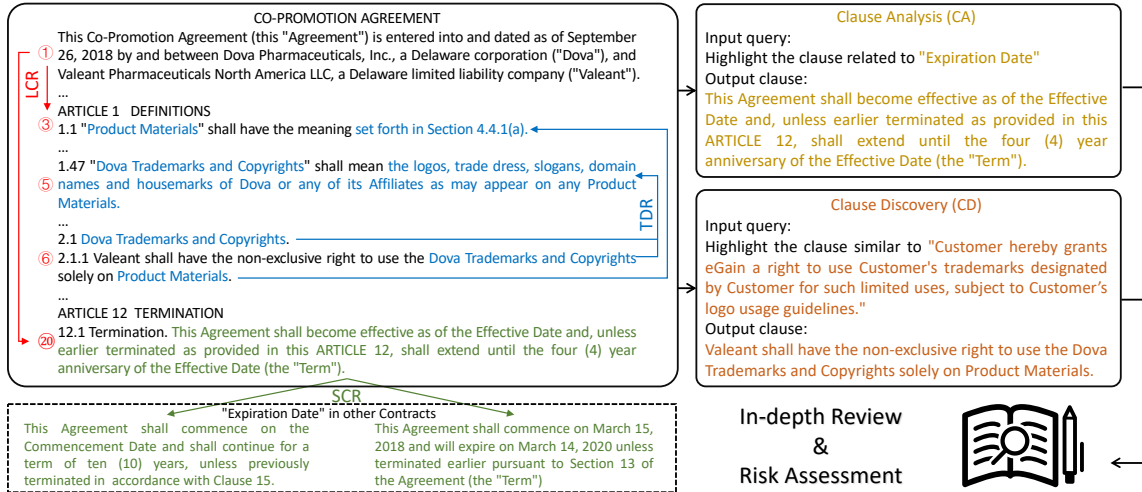 CO-PROMOTION AGREEMENT
This Co-Promotion Agreement (this "Agreement") is entered into and dated as of September
① 26, 2018 by and between Dova Pharmaceuticals, Inc., a Delaware corporation ("Dova"), and
Valeant Pharmaceuticals North America LLC, a Delaware limited liability company ("Valeant").
...
LCR
ARTICLE 1 DEFINITIONS
③ 1.1 "Product Materials" shall have the meaning set forth in Section 4.4.1(a).
...
1.47 "Dova Trademarks and Copyrights" shall mean the logos, trade dress, slogans, domain
⑤ names and housemarks of Dova or any of its Affiliates as may appear on any Product
Materials.
...
TDR
2.1 Dova Trademarks and Copyrights.
⑥ 2.1.1 Valeant shall have the non-exclusive right to use the Dova Trademarks and Copyrights
solely on Product Materials.
...
ARTICLE 12 TERMINATION
⑳ 12.1 Termination. This Agreement shall become effective as of the Effective Date and, unless
earlier terminated as provided in this ARTICLE 12, shall extend until the four (4) year
anniversary of the Effective Date (the "Term").
SCR
"Expiration Date" in other Contracts
This Agreement shall commence on the
Commencement Date and shall continue for a
term of ten (10) years, unless previously
terminated in accordance with Clause 15.
This Agreement shall commence on March 15,
2018 and will expire on March 14, 2020 unless
terminated earlier pursuant to Section 13 of
the Agreement (the "Term")
Clause Analysis (CA)
Input query:
Highlight the clause related to "Expiration Date"
Output clause:
This Agreement shall become effective as of the Effective
Date and, unless earlier terminated as provided in this
ARTICLE 12, shall extend until the four (4) year
anniversary of the Effective Date (the "Term").
Clause Discovery (CD)
Input query:
Highlight the clause similar to "Customer hereby grants
eGain a right to use Customer's trademarks designated
by Customer for such limited uses, subject to Customer’s
logo usage guidelines."
Output clause:
Valeant shall have the non-exclusive right to use the Dova
Trademarks and Copyrights solely on Product Materials.
In-depth Review
&
Risk Assessment